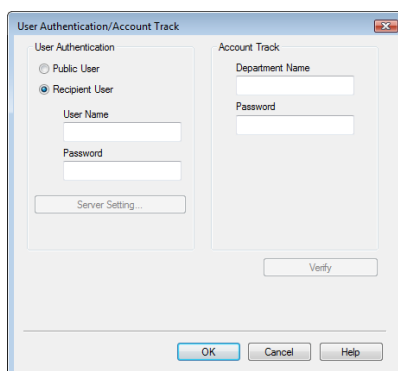 User Authentication/Account Track
User Authentication
Public User
Recipient User
User Name
Password
Server Setting...
Account Track
Department Name
Password
Verify
OK
Cancel
Help